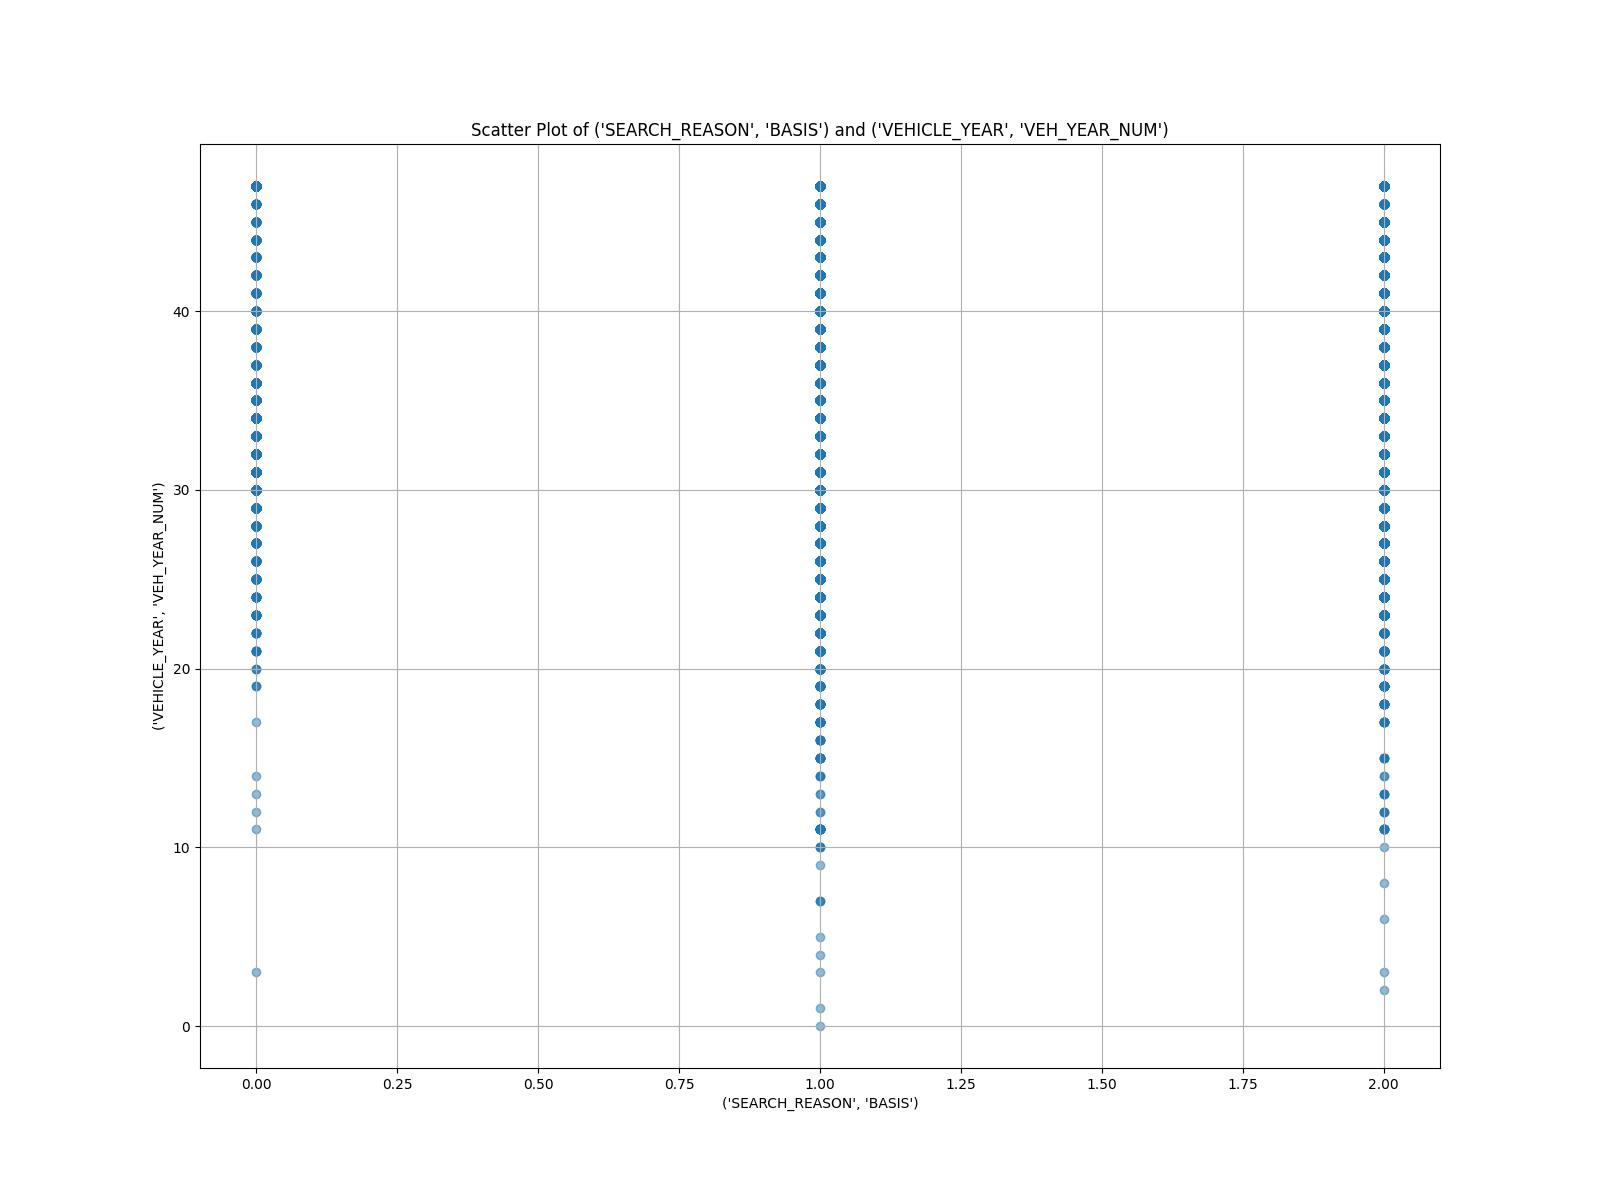 Scatter Plot of ('SEARCH_REASON', 'BASIS') and ('VEHICLE_YEAR', 'VEH_YEAR_NUM')
('VEHICLE_YEAR', 'VEH_YEAR_NUM')
40
30
20
10
0
0.00 0.25 0.50 0.75 1.00 1.25 1.50 1.75 2.00
('SEARCH_REASON', 'BASIS')